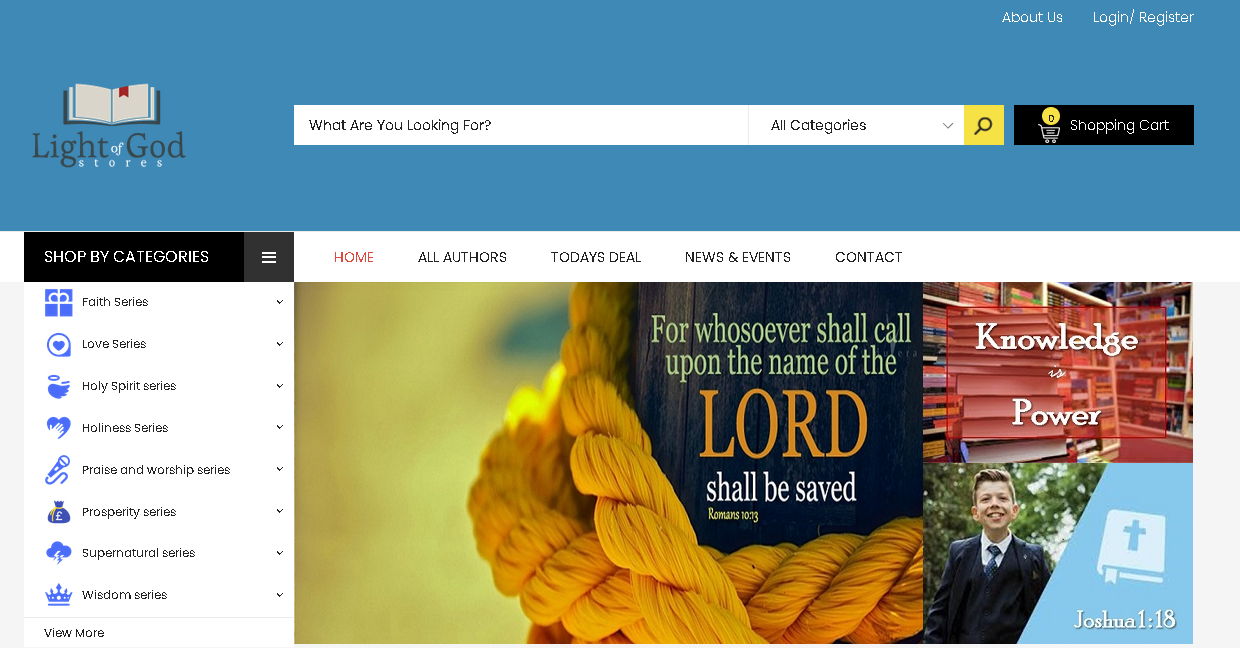 About Us
Login/ Register
Light of God
stores
What Are You Looking For?
All Categories
0
Shopping Cart
SHOP BY CATEGORIES
HOME
ALL AUTHORS
TODAYS DEAL
NEWS & EVENTS
CONTACT
Faith Series
Love Series
Holy Spirit series
Holiness Series
Praise and worship series
£
Prosperity series
Supernatural series
Wisdom series
View More
For whosoever shall call
upon the name of the
LORD
shall be saved
Romans 10:13
Knowledge
is
Power
Joshua1:18